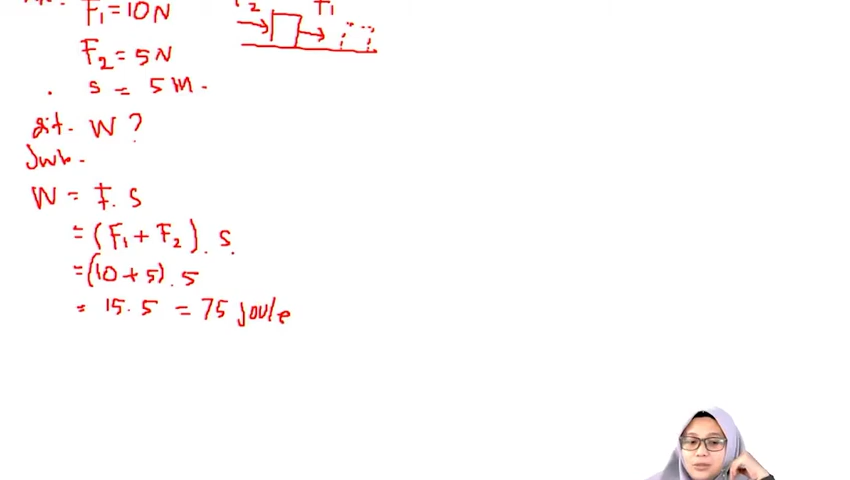 F₁ = 10 N
F₂ = 5 N
F₂ F₁
s = 5 m.
dit. W ?
Jwb.
W = F. s
= (F₁ + F₂) . s.
= (10 + 5) . 5
= 15. 5 = 75 joule